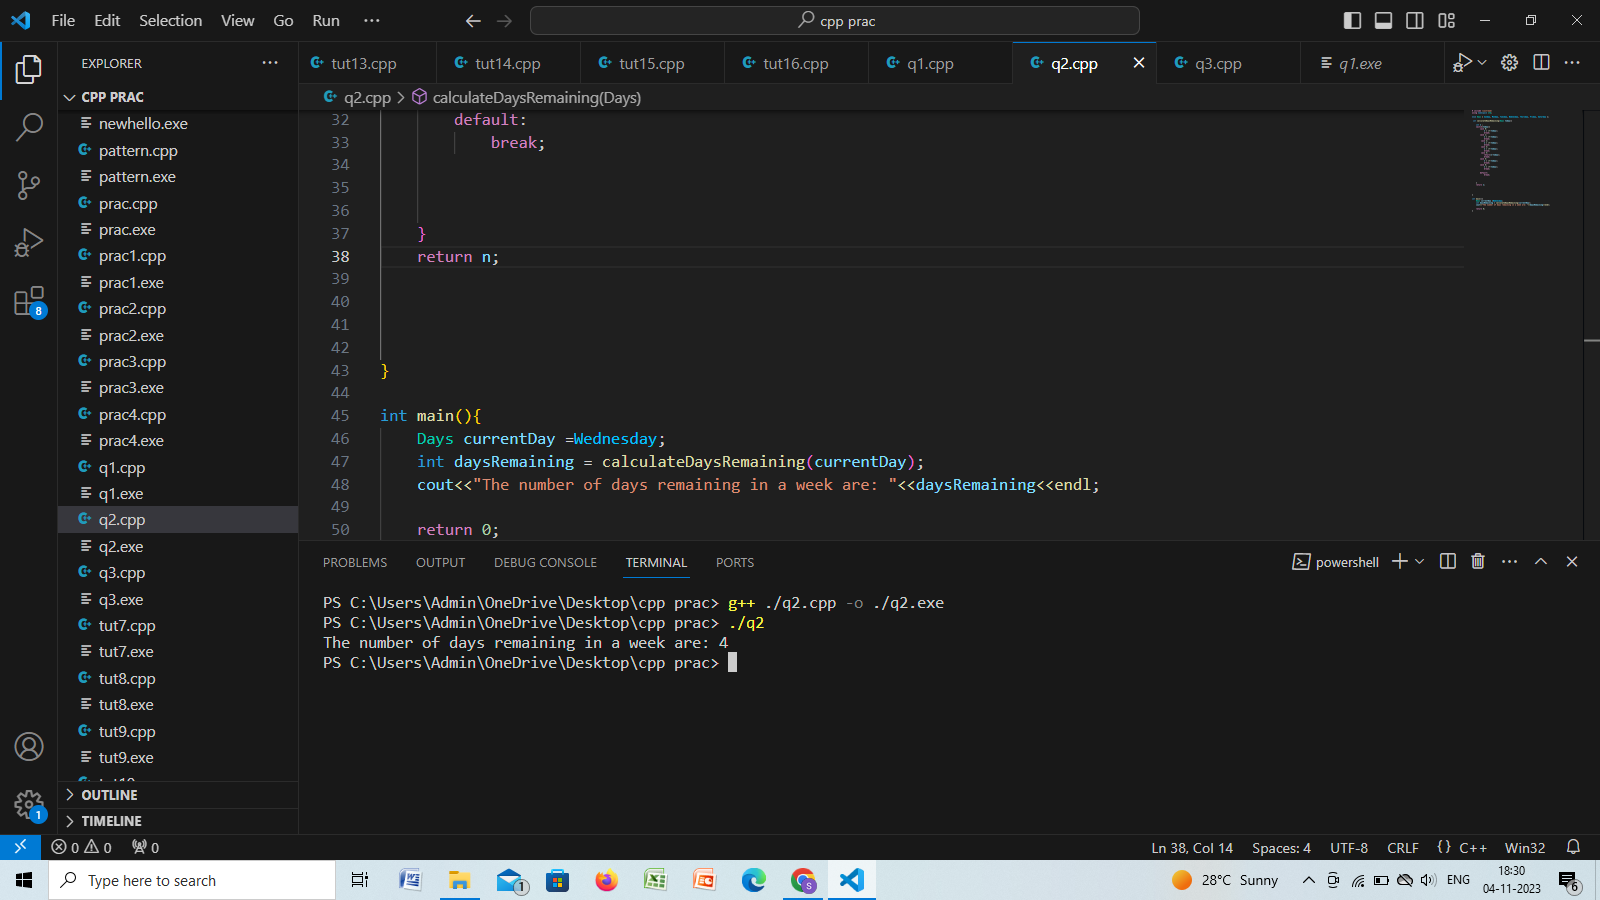 File Edit Selection View Go Run ··· cpp prac
EXPLORER ···
tut13.cpp tut14.cpp tut15.cpp tut16.cpp q1.cpp q2.cpp q3.cpp q1.exe ···
CPP PRAC
q2.cpp > calculateDaysRemaining(Days)
newhello.exe
pattern.cpp
pattern.exe
prac.cpp
prac.exe
prac1.cpp
prac1.exe
prac2.cpp
prac2.exe
prac3.cpp
prac3.exe
prac4.cpp
prac4.exe
q1.cpp
q1.exe
q2.cpp
q2.exe
q3.cpp
q3.exe
tut7.cpp
tut7.exe
tut8.cpp
tut8.exe
tut9.cpp
tut9.exe
OUTLINE
TIMELINE
8
1
32 default:
33 break;
34
35
36
37 }
38 return n;
39
40
41
42
43 }
44
45 int main(){
46 Days currentDay =Wednesday;
47 int daysRemaining = calculateDaysRemaining(currentDay);
48 cout<<"The number of days remaining in a week are: "<<daysRemaining<<endl;
49
50 return 0;
PROBLEMS OUTPUT DEBUG CONSOLE TERMINAL PORTS powershell ···
PS C:\Users\Admin\OneDrive\Desktop\cpp prac> g++ ./q2.cpp -o ./q2.exe
PS C:\Users\Admin\OneDrive\Desktop\cpp prac> ./q2
The number of days remaining in a week are: 4
PS C:\Users\Admin\OneDrive\Desktop\cpp prac>
0 0 0 Ln 38, Col 14 Spaces: 4 UTF-8 CRLF {} C++ Win32
Type here to search 1 S 28°C Sunny ENG 18:30
04-11-2023 6